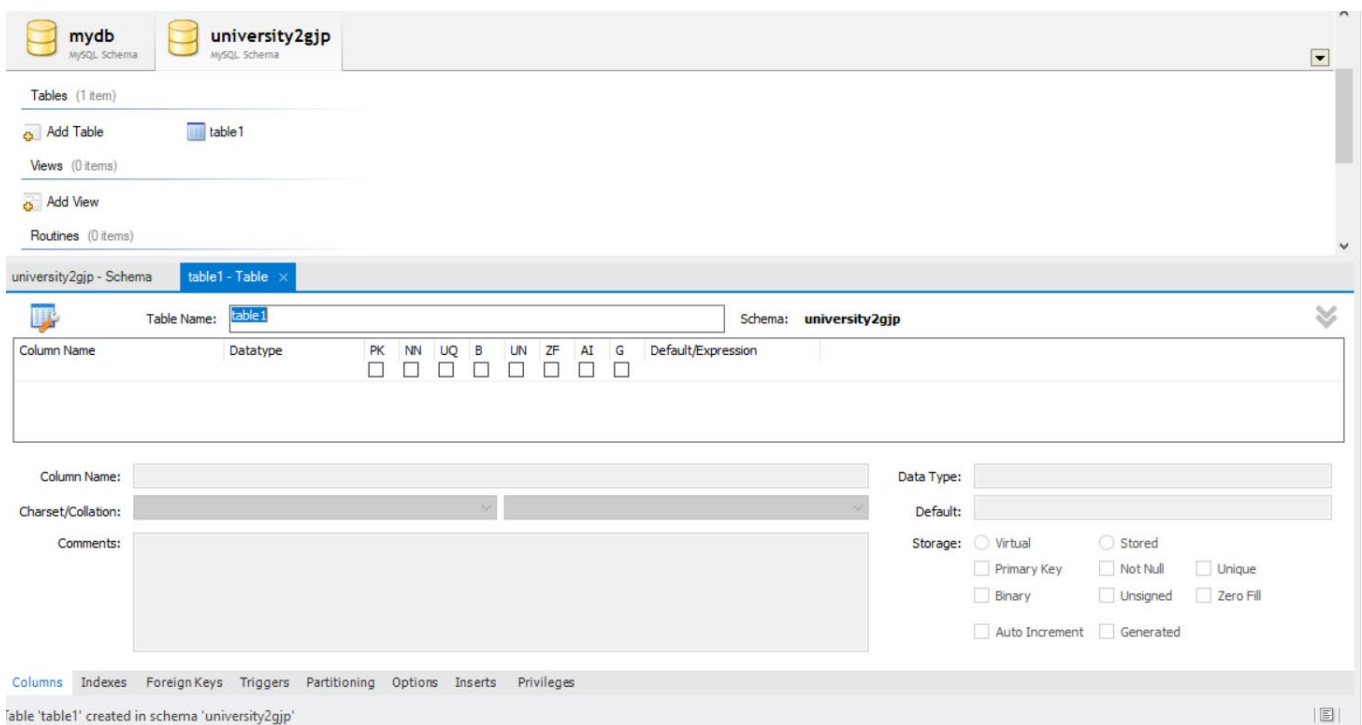 mydb university2gjp
MySQL Schema MySQL Schema
Tables (1 item)
Add Table table1
Views (0 items)
Add View
Routines (0 items)
university2gjp - Schema table1 - Table ×
Table Name: table1 Schema: university2gjp
Column Name Datatype PK NN UQ B UN ZF AI G Default/Expression
Column Name: Data Type:
Charset/Collation: Default:
Comments: Storage: Virtual Stored
Primary Key Not Null Unique
Binary Unsigned Zero Fill
Auto Increment Generated
Columns Indexes Foreign Keys Triggers Partitioning Options Inserts Privileges
Table 'table1' created in schema 'university2gjp'